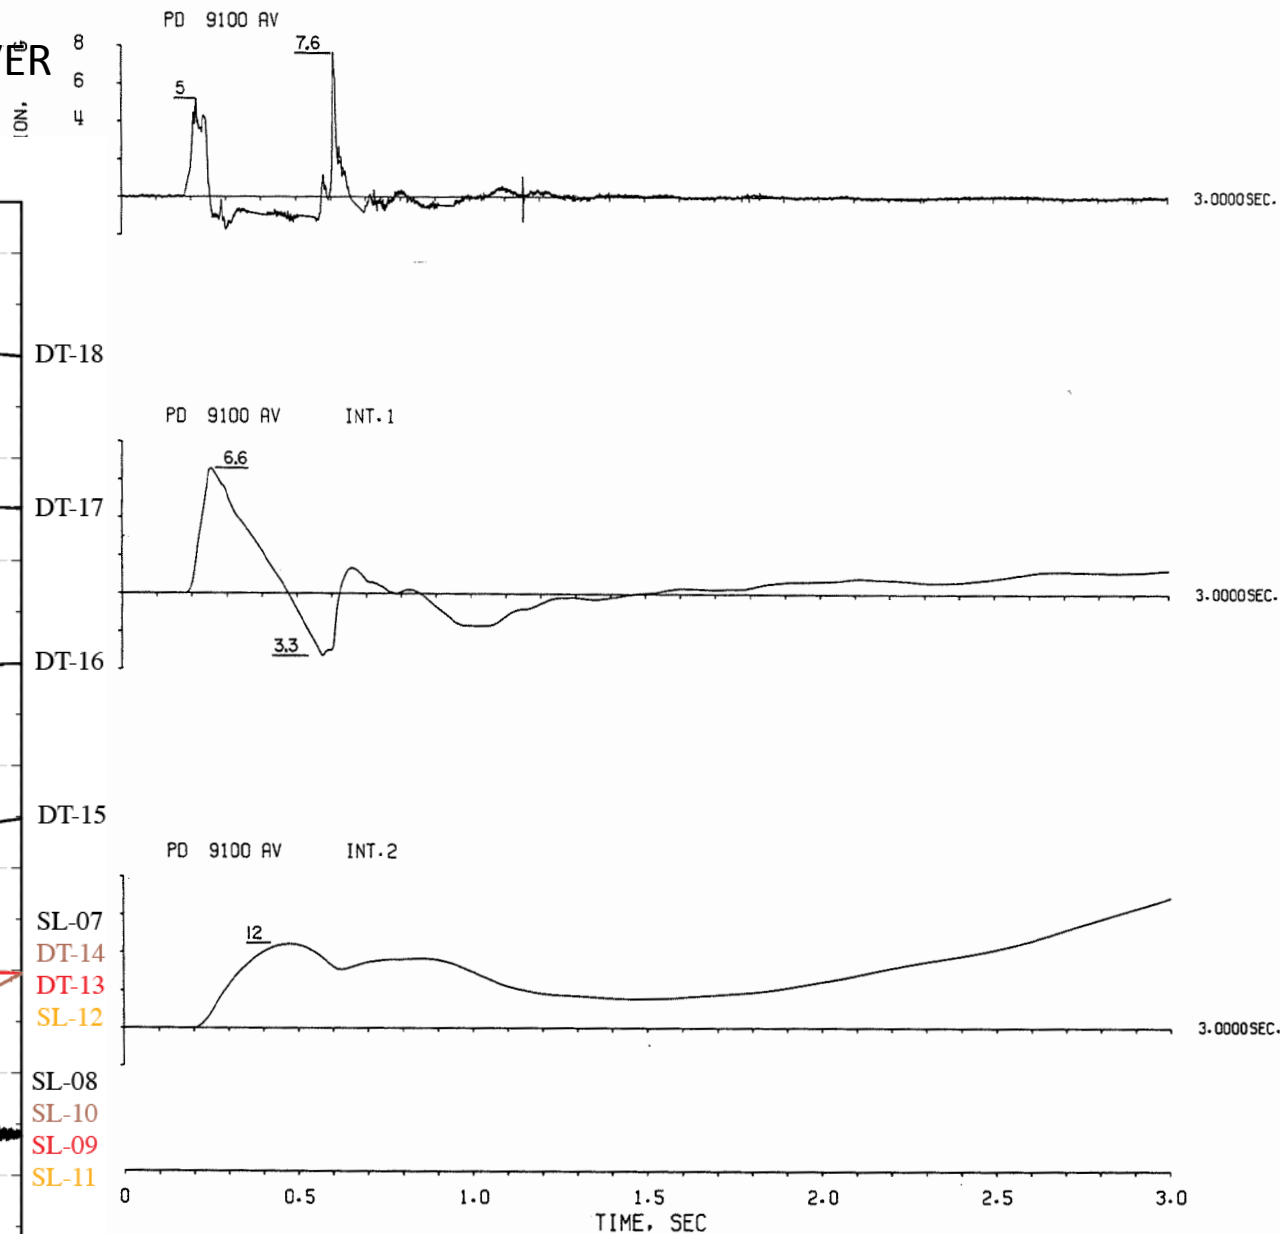 PD 9100 AV
VER
G
ION,
8
6
4
5
7.6
3.0000SEC.
DT-18
PD 9100 AV INT.1
6.6
DT-17
3.3
3.0000SEC.
DT-16
DT-15
PD 9100 AV INT.2
12
SL-07
DT-14
DT-13
SL-12
3.0000SEC.
SL-08
SL-10
SL-09
SL-11
0 0.5 1.0 1.5 2.0 2.5 3.0
TIME, SEC